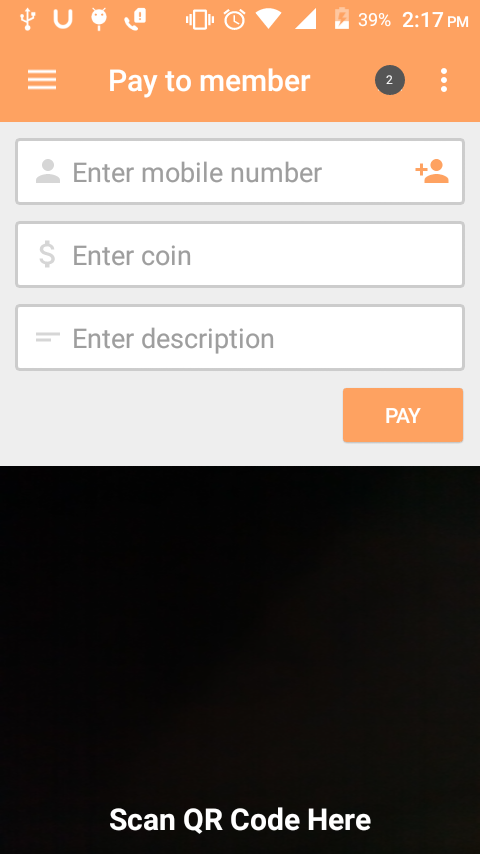 39% 2:17 PM
Pay to member 2
Enter mobile number
Enter coin
Enter description
PAY
Scan QR Code Here